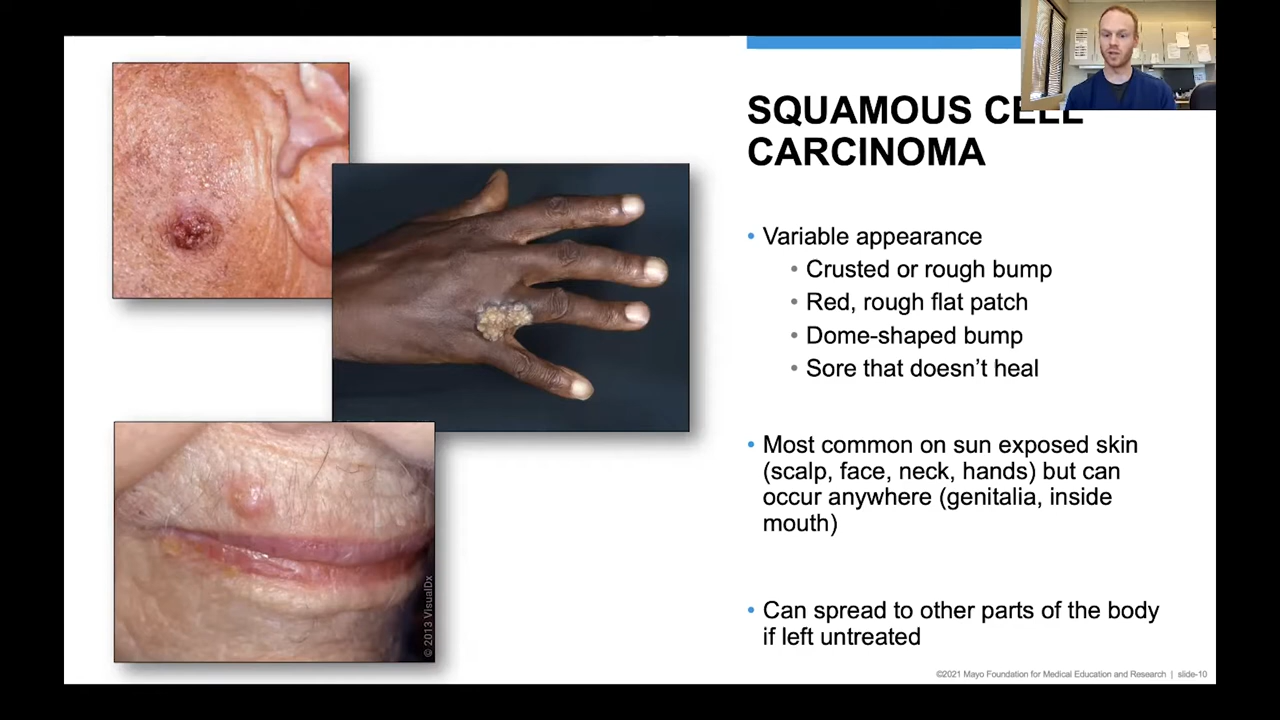 SQUAMOUS CELL
CARCINOMA
• Variable appearance
• Crusted or rough bump
• Red, rough flat patch
• Dome-shaped bump
• Sore that doesn’t heal
• Most common on sun exposed skin
(scalp, face, neck, hands) but can
occur anywhere (genitalia, inside
mouth)
• Can spread to other parts of the body
if left untreated
© 2013 VisualDx
©2021 Mayo Foundation for Medical Education and Research | slide-10